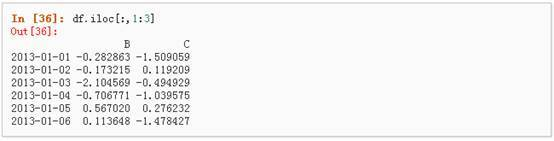 In [36]: df.iloc[:,1:3]
Out[36]:
B C
2013-01-01 -0.282863 -1.509059
2013-01-02 -0.173215 0.119209
2013-01-03 -2.104569 -0.494929
2013-01-04 -0.706771 -1.039575
2013-01-05 0.567020 0.276232
2013-01-06 0.113648 -1.478427